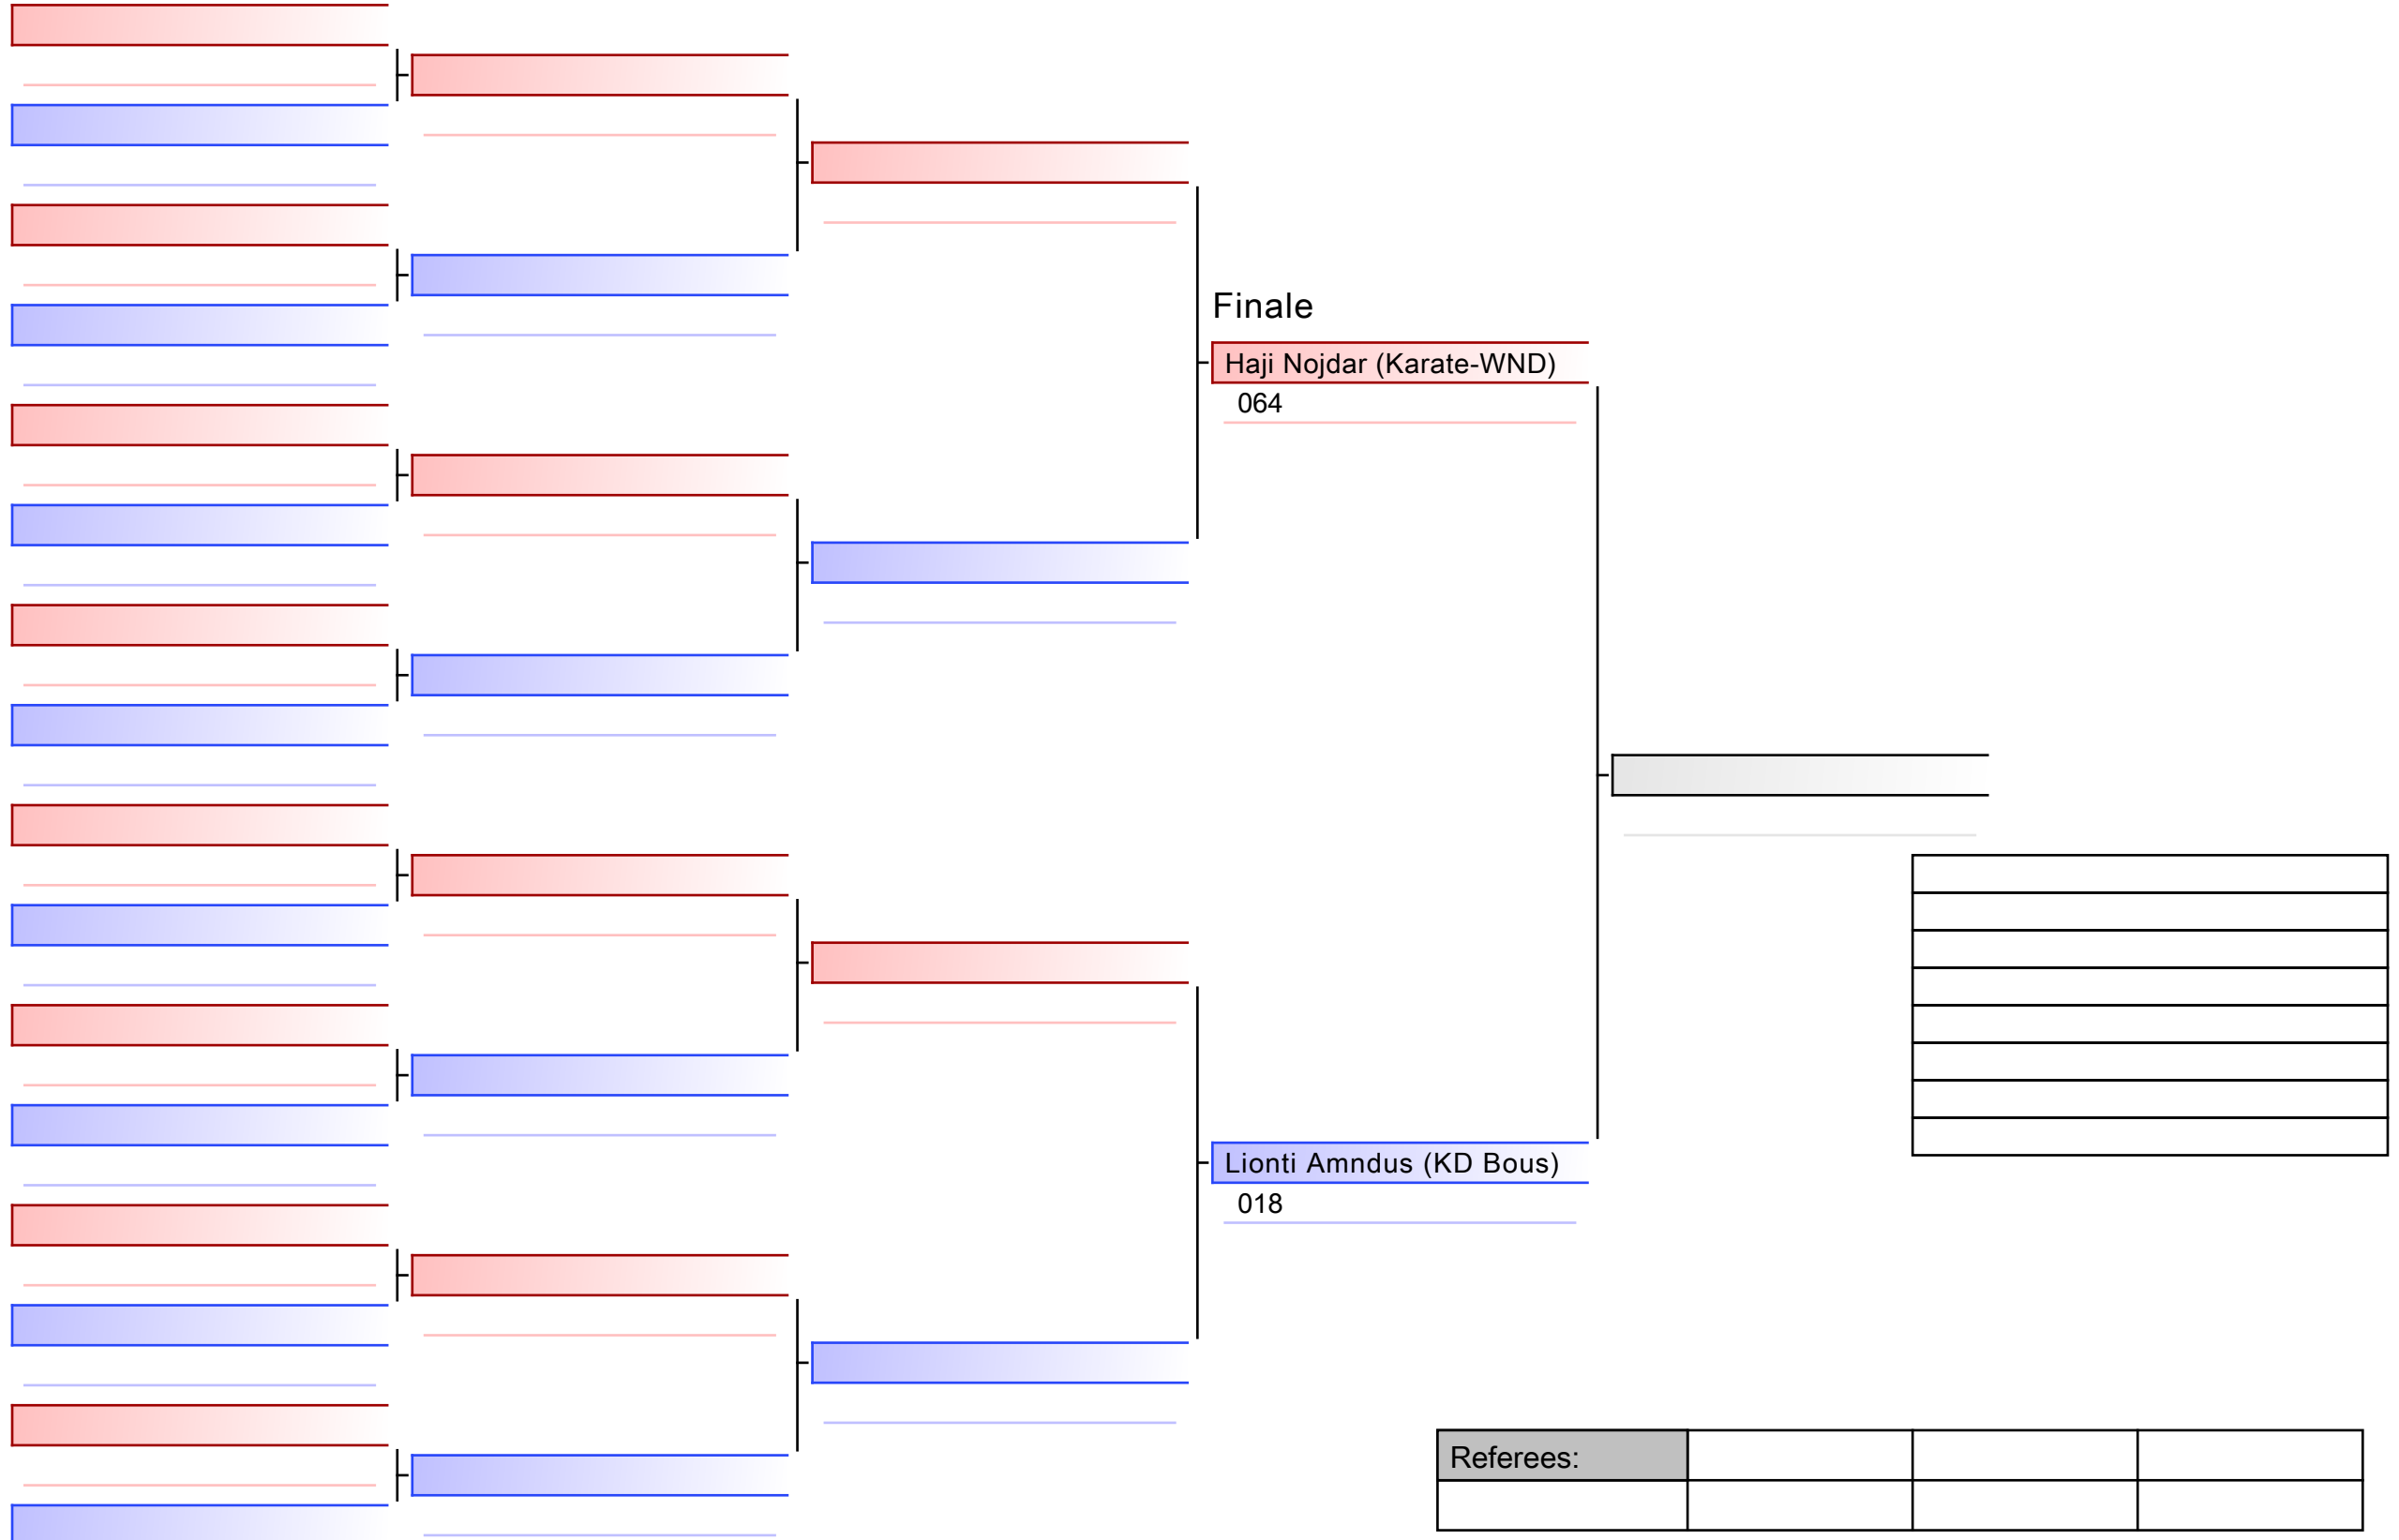 Finale
Haji Nojdar (Karate-WND)
064
Lionti Amndus (KD Bous)
018
Referees: